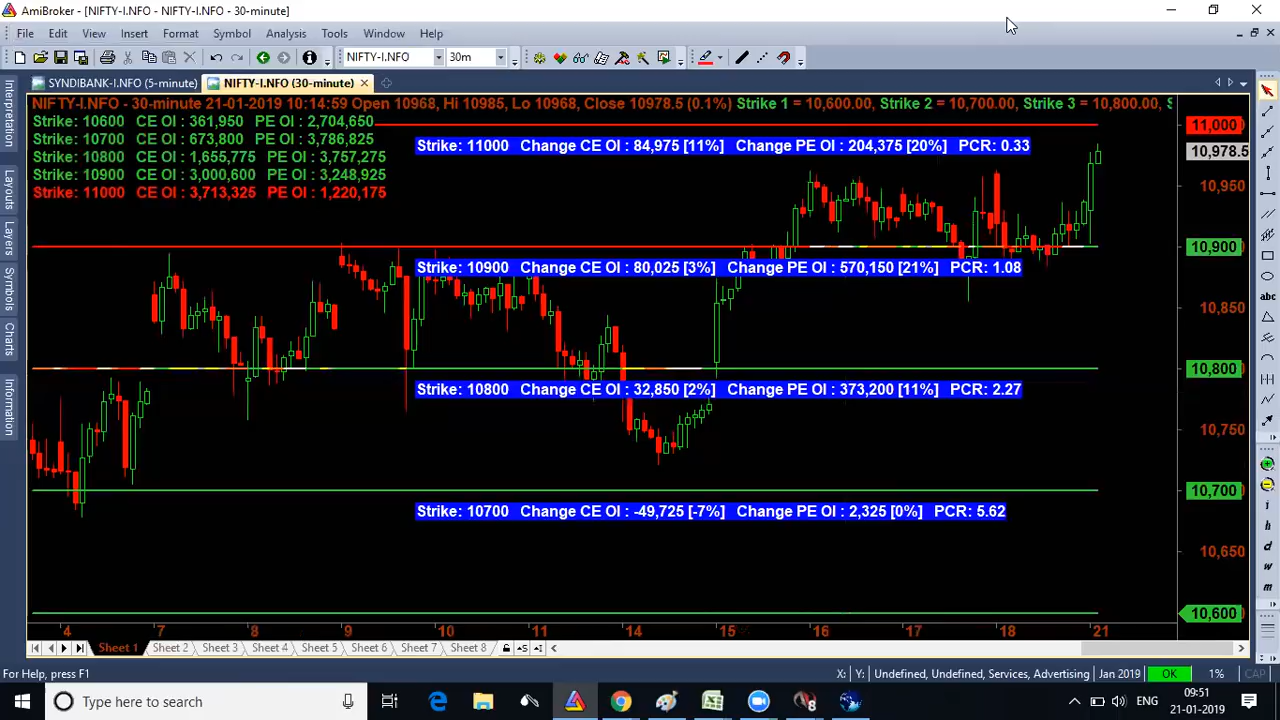 AmiBroker - [NIFTY-I.NFO - NIFTY-I.NFO - 30-minute]
File Edit View Insert Format Symbol Analysis Tools Window Help
NIFTY-I.NFO 30m
SYNDIBANK-I.NFO (5-minute) NIFTY-I.NFO (30-minute)
NIFTY-I.NFO - 30-minute 21-01-2019 10:14:59 Open 10968, Hi 10985, Lo 10968, Close 10978.5 (0.1%) Strike 1 = 10,600.00, Strike 2 = 10,700.00, Strike 3 = 10,800.00, S
Strike: 10600 CE OI : 361,950 PE OI : 2,704,650
Strike: 10700 CE OI : 673,800 PE OI : 3,786,825
Strike: 10800 CE OI : 1,655,775 PE OI : 3,757,275
Strike: 10900 CE OI : 3,000,600 PE OI : 3,248,925
Strike: 11000 CE OI : 3,713,325 PE OI : 1,220,175
Strike: 11000 Change CE OI : 84,975 [11%] Change PE OI : 204,375 [20%] PCR: 0.33
Strike: 10900 Change CE OI : 80,025 [3%] Change PE OI : 570,150 [21%] PCR: 1.08
Strike: 10800 Change CE OI : 32,850 [2%] Change PE OI : 373,200 [11%] PCR: 2.27
Strike: 10700 Change CE OI : -49,725 [-7%] Change PE OI : 2,325 [0%] PCR: 5.62
11,000
10,978.5
10,950
10,900
10,850
10,800
10,750
10,700
10,650
10,600
4 7 8 9 10 11 14 15 16 17 18 21
Interpretation
Layouts
Layers
Symbols
Charts
Information
abc
i
h
d
w
m
Sheet 1 Sheet 2 Sheet 3 Sheet 4 Sheet 5 Sheet 6 Sheet 7 Sheet 8
For Help, press F1
X: Y: Undefined, Undefined, Services, Advertising Jan 2019 OK 1% CAP
Type here to search
ENG
09:51
21-01-2019